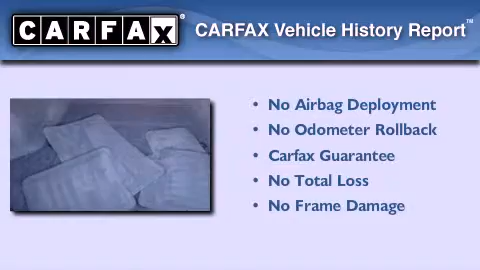 CARFAX®
CARFAX Vehicle History Report™
• No Airbag Deployment
• No Odometer Rollback
• Carfax Guarantee
• No Total Loss
• No Frame Damage